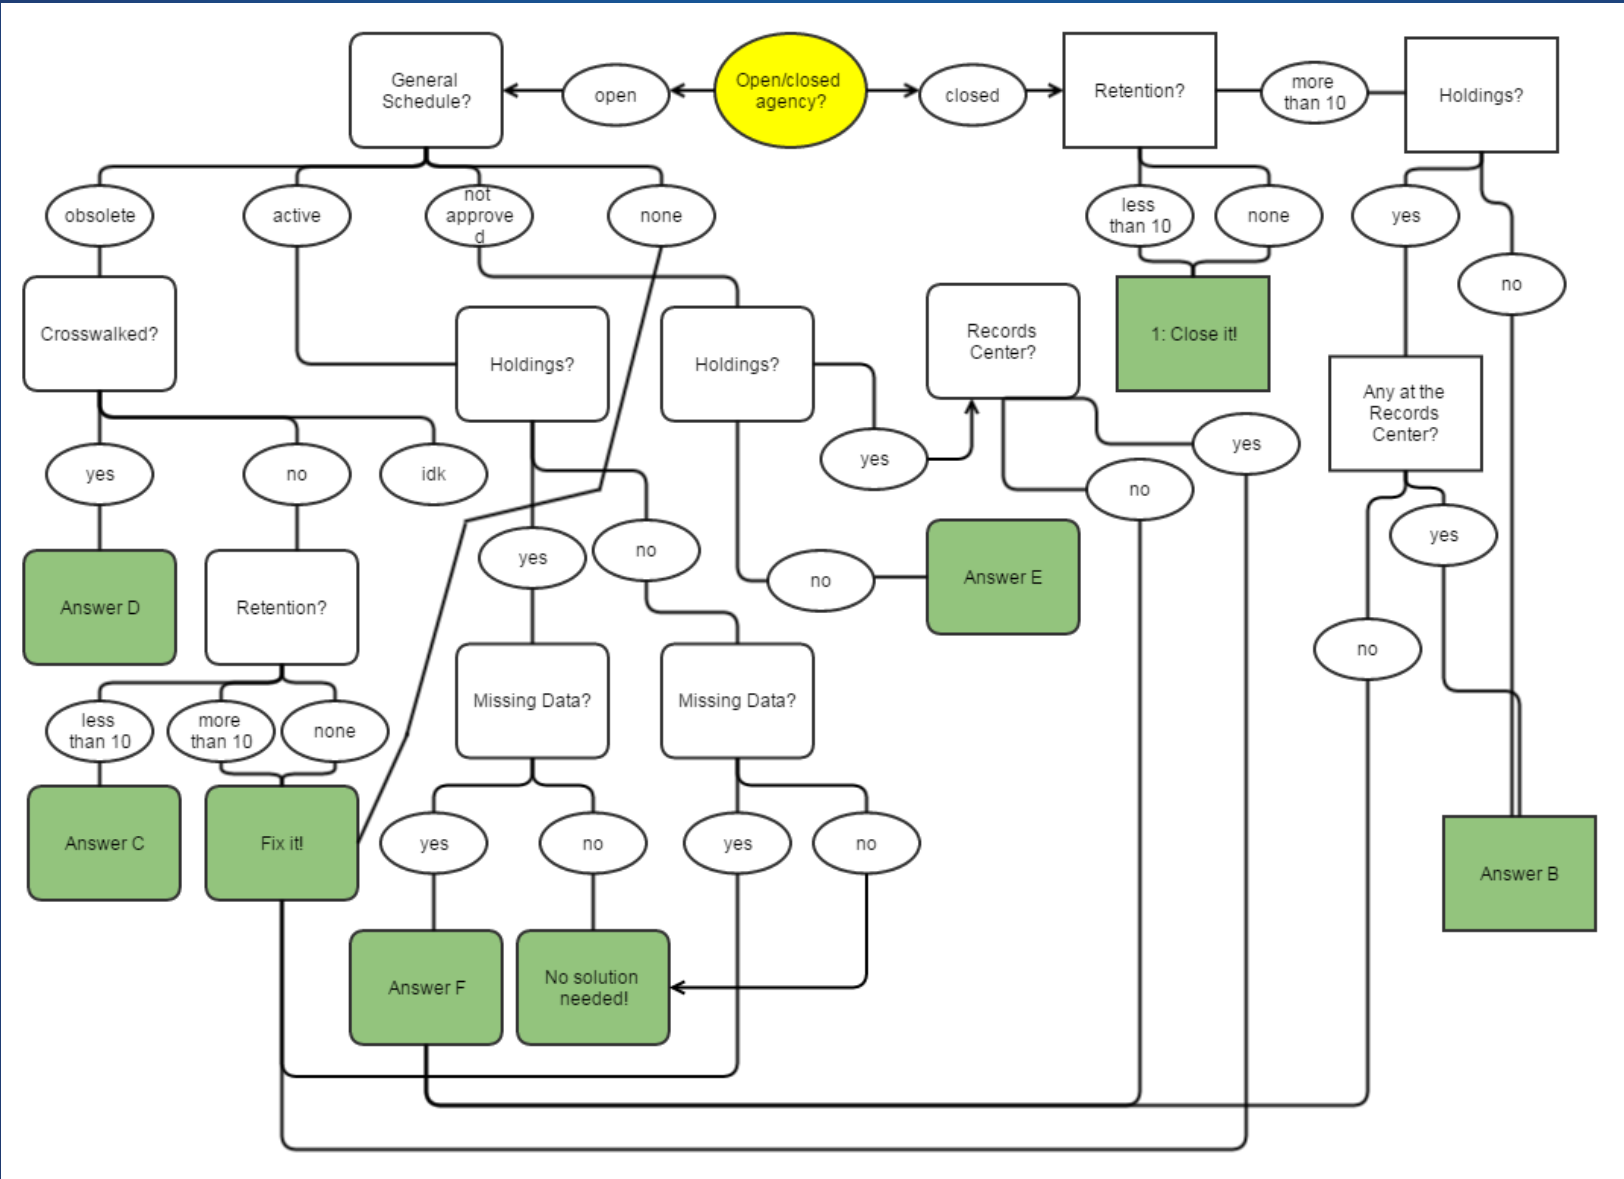 General
Schedule?
open
Open/closed
agency?
closed
Retention?
more
than 10
Holdings?
obsolete
active
not
approve
d
none
less
than 10
none
yes
no
Crosswalked?
Holdings?
Holdings?
Records
Center?
1: Close it!
Any at the
Records
Center?
yes
no
idk
yes
no
yes
yes
no
yes
no
Answer D
Retention?
no
Answer E
no
less
than 10
more
than 10
none
Missing Data?
Missing Data?
Answer C
Fix it!
yes
no
yes
no
Answer B
Answer F
No solution
needed!